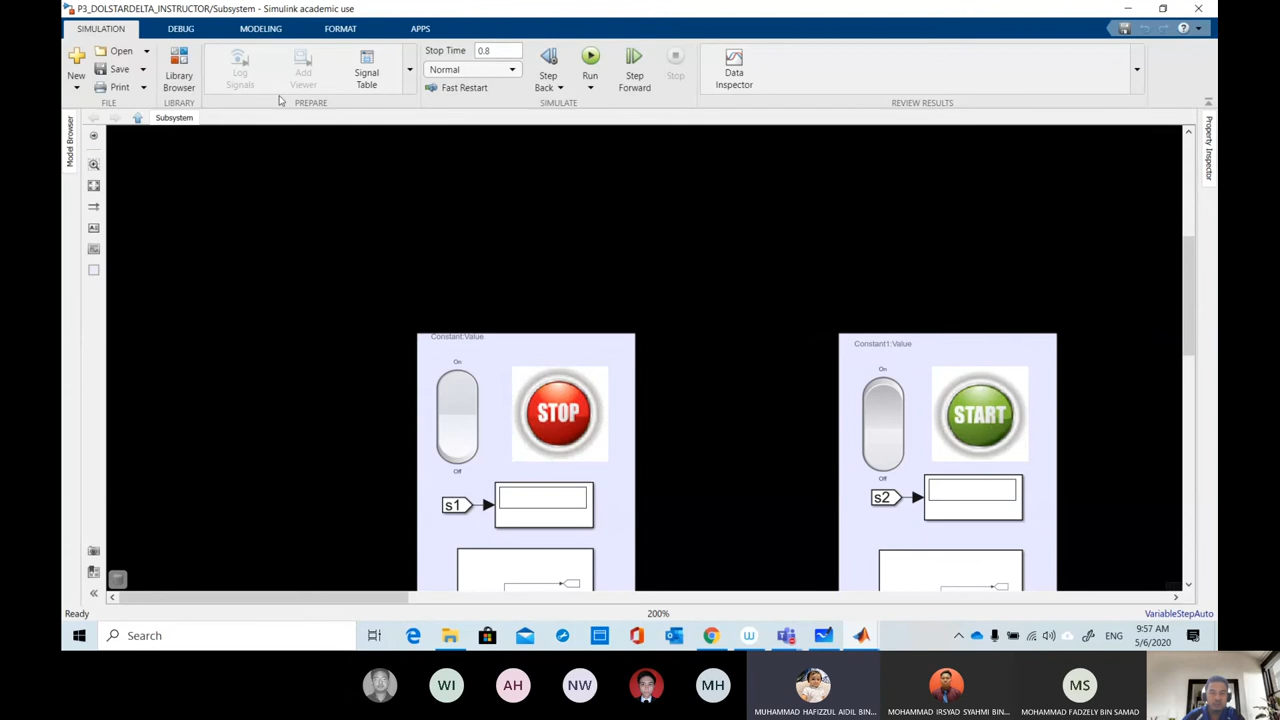 P3_DOLSTARDELTA_INSTRUCTOR/Subsystem - Simulink academic use
SIMULATION DEBUG MODELING FORMAT APPS
New Open Save Print
Library Browser
Log Signals
Add Viewer
Signal Table
Stop Time 0.8
Normal
Fast Restart
Step Back
Run
Step Forward
Stop
Data Inspector
FILE LIBRARY PREPARE SIMULATE REVIEW RESULTS
Model Browser
Subsystem
Property Inspector
Constant:Value
On
STOP
Off
s1
Constant1:Value
On
START
Off
s2
Ready 200% VariableStepAuto
Search
ENG
9:57 AM
5/6/2020
WI AH NW MH MS
MUHAMMAD HAFIZZUL AIDIL BIN...
MOHAMMAD IRSYAD SYAHMI BIN...
MOHAMMAD FADZELY BIN SAMAD